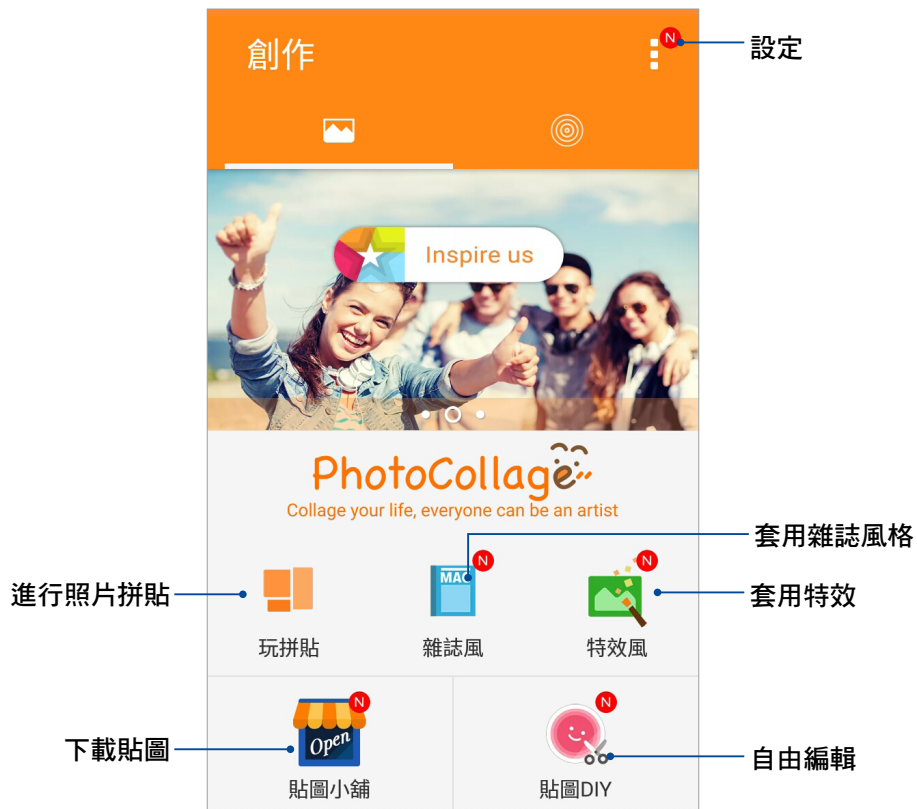 創作
N
設定
Inspire us
PhotoCollage
Collage your life, everyone can be an artist
套用雜誌風格
N
N
MAG
進行照片拼貼
套用特效
玩拼貼
雜誌風
特效風
N
N
Open
下載貼圖
自由編輯
貼圖小舖
貼圖DIY